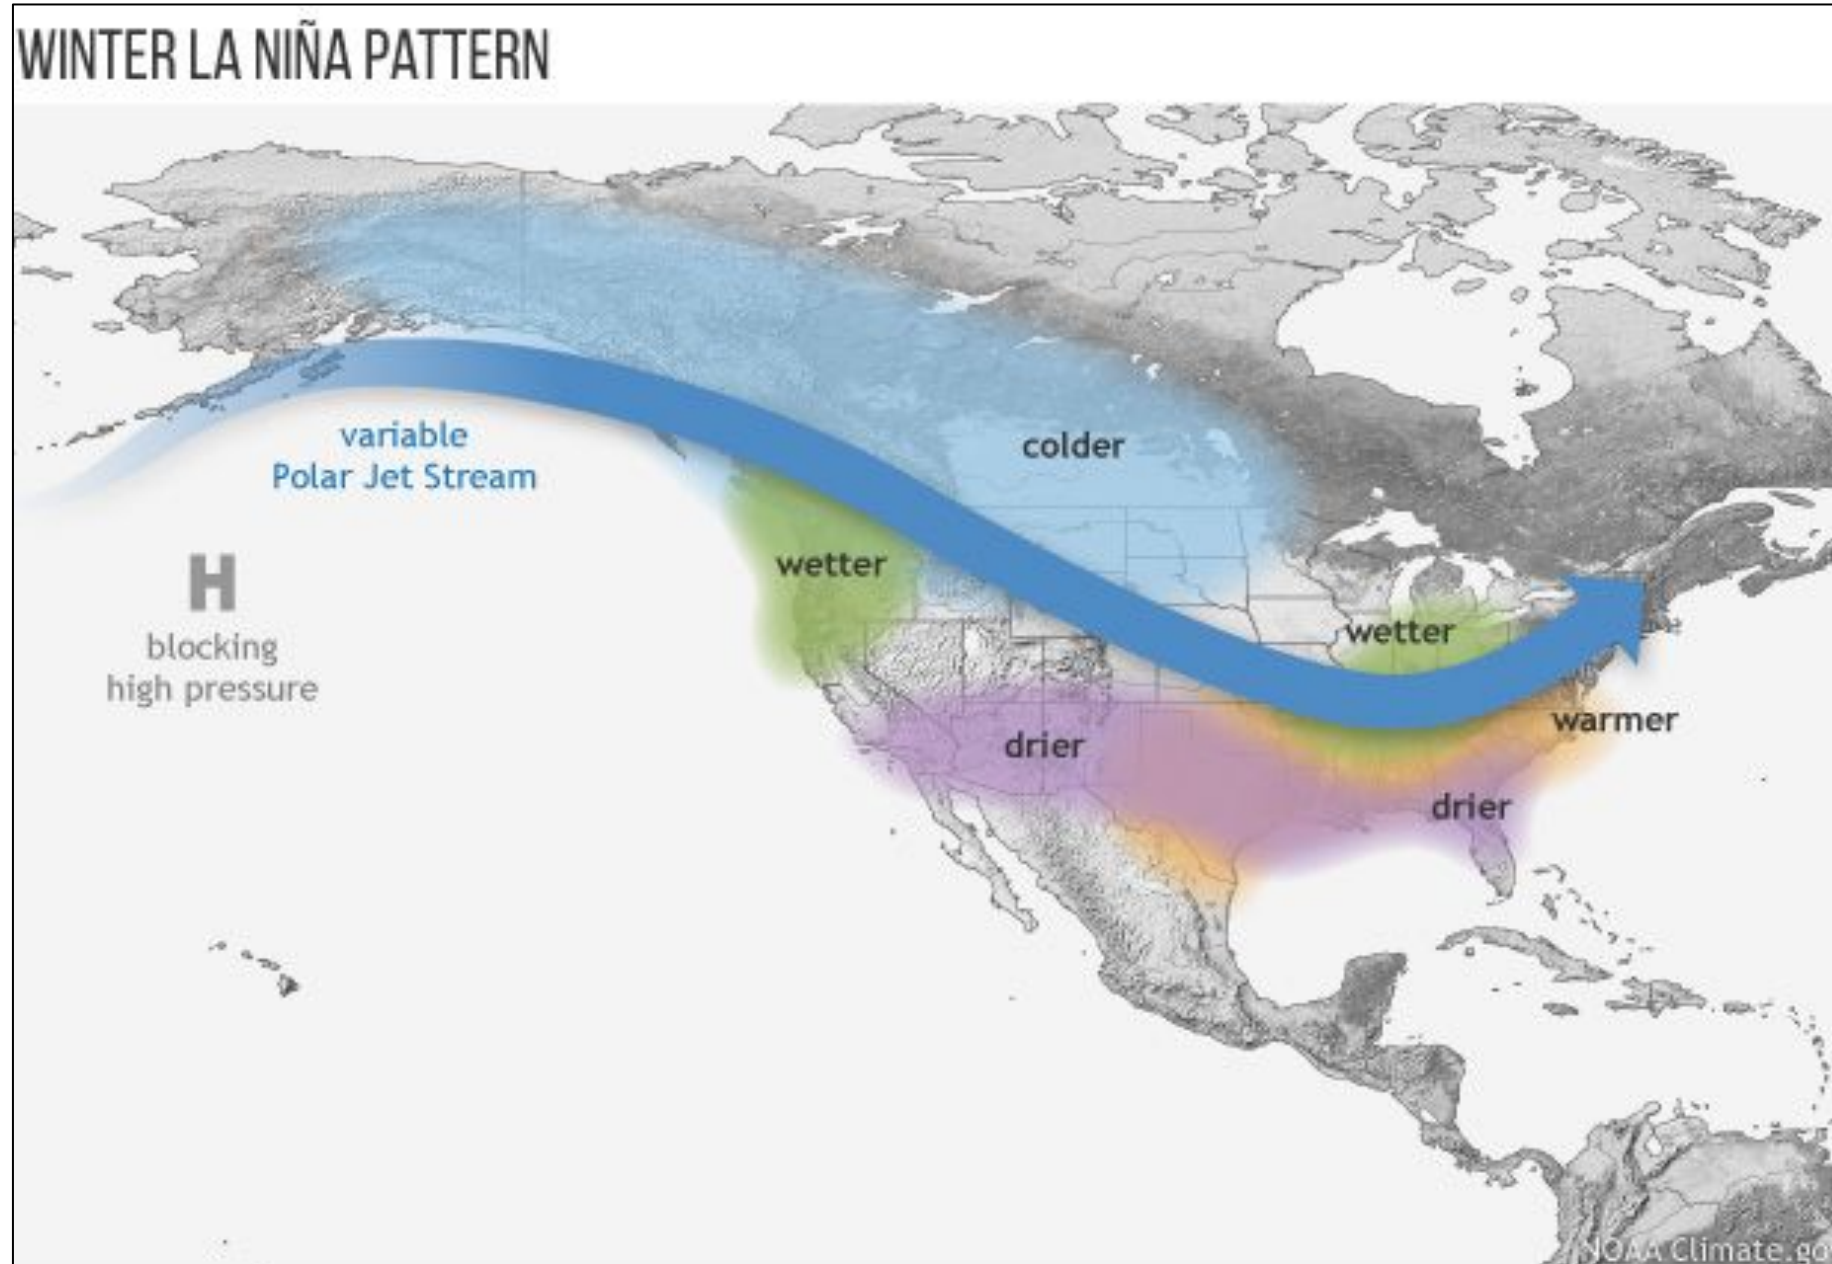 WINTER LA NIÑA PATTERN
variable
Polar Jet Stream
colder
H
blocking
high pressure
wetter
wetter
warmer
drier
drier
NOAA Climate.go